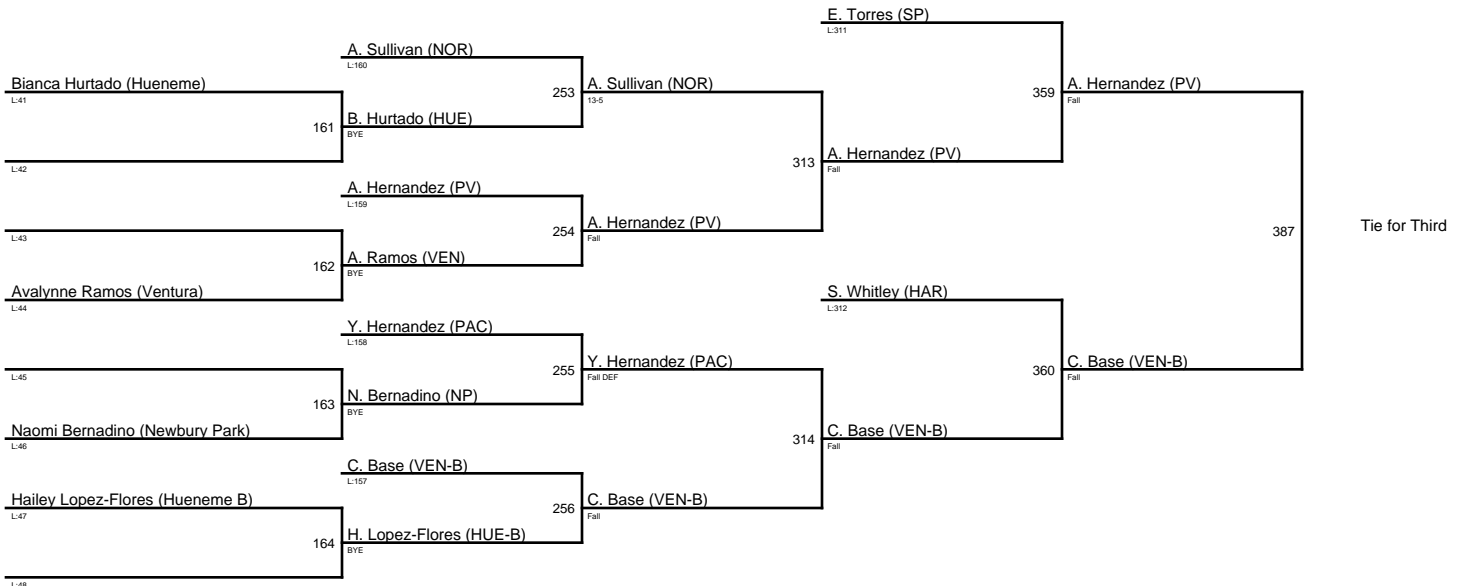 E. Torres (SP)
L:311
A. Sullivan (NOR)
L:160
Bianca Hurtado (Hueneme)
L:41
253
A. Sullivan (NOR)
13-5
359
A. Hernandez (PV)
Fall
161
B. Hurtado (HUE)
BYE
L:42
313
A. Hernandez (PV)
Fall
A. Hernandez (PV)
L:159
L:43
254
A. Hernandez (PV)
Fall
387
Tie for Third
162
A. Ramos (VEN)
BYE
Avalynne Ramos (Ventura)
L:44
S. Whitley (HAR)
L:312
Y. Hernandez (PAC)
L:158
L:45
255
Y. Hernandez (PAC)
Fall DEF
360
C. Base (VEN-B)
Fall
163
N. Bernadino (NP)
BYE
Naomi Bernadino (Newbury Park)
L:46
314
C. Base (VEN-B)
Fall
C. Base (VEN-B)
L:157
Hailey Lopez-Flores (Hueneme B)
L:47
256
C. Base (VEN-B)
Fall
164
H. Lopez-Flores (HUE-B)
BYE
L:48